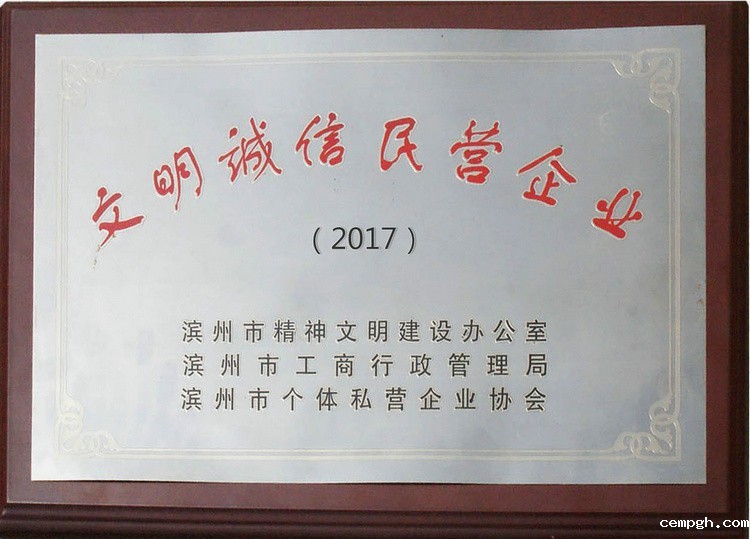 文明诚信民营企业
（2017）
滨州市精神文明建设办公室
滨州市工商行政管理局
滨州市个体私营企业协会
cempgh.com